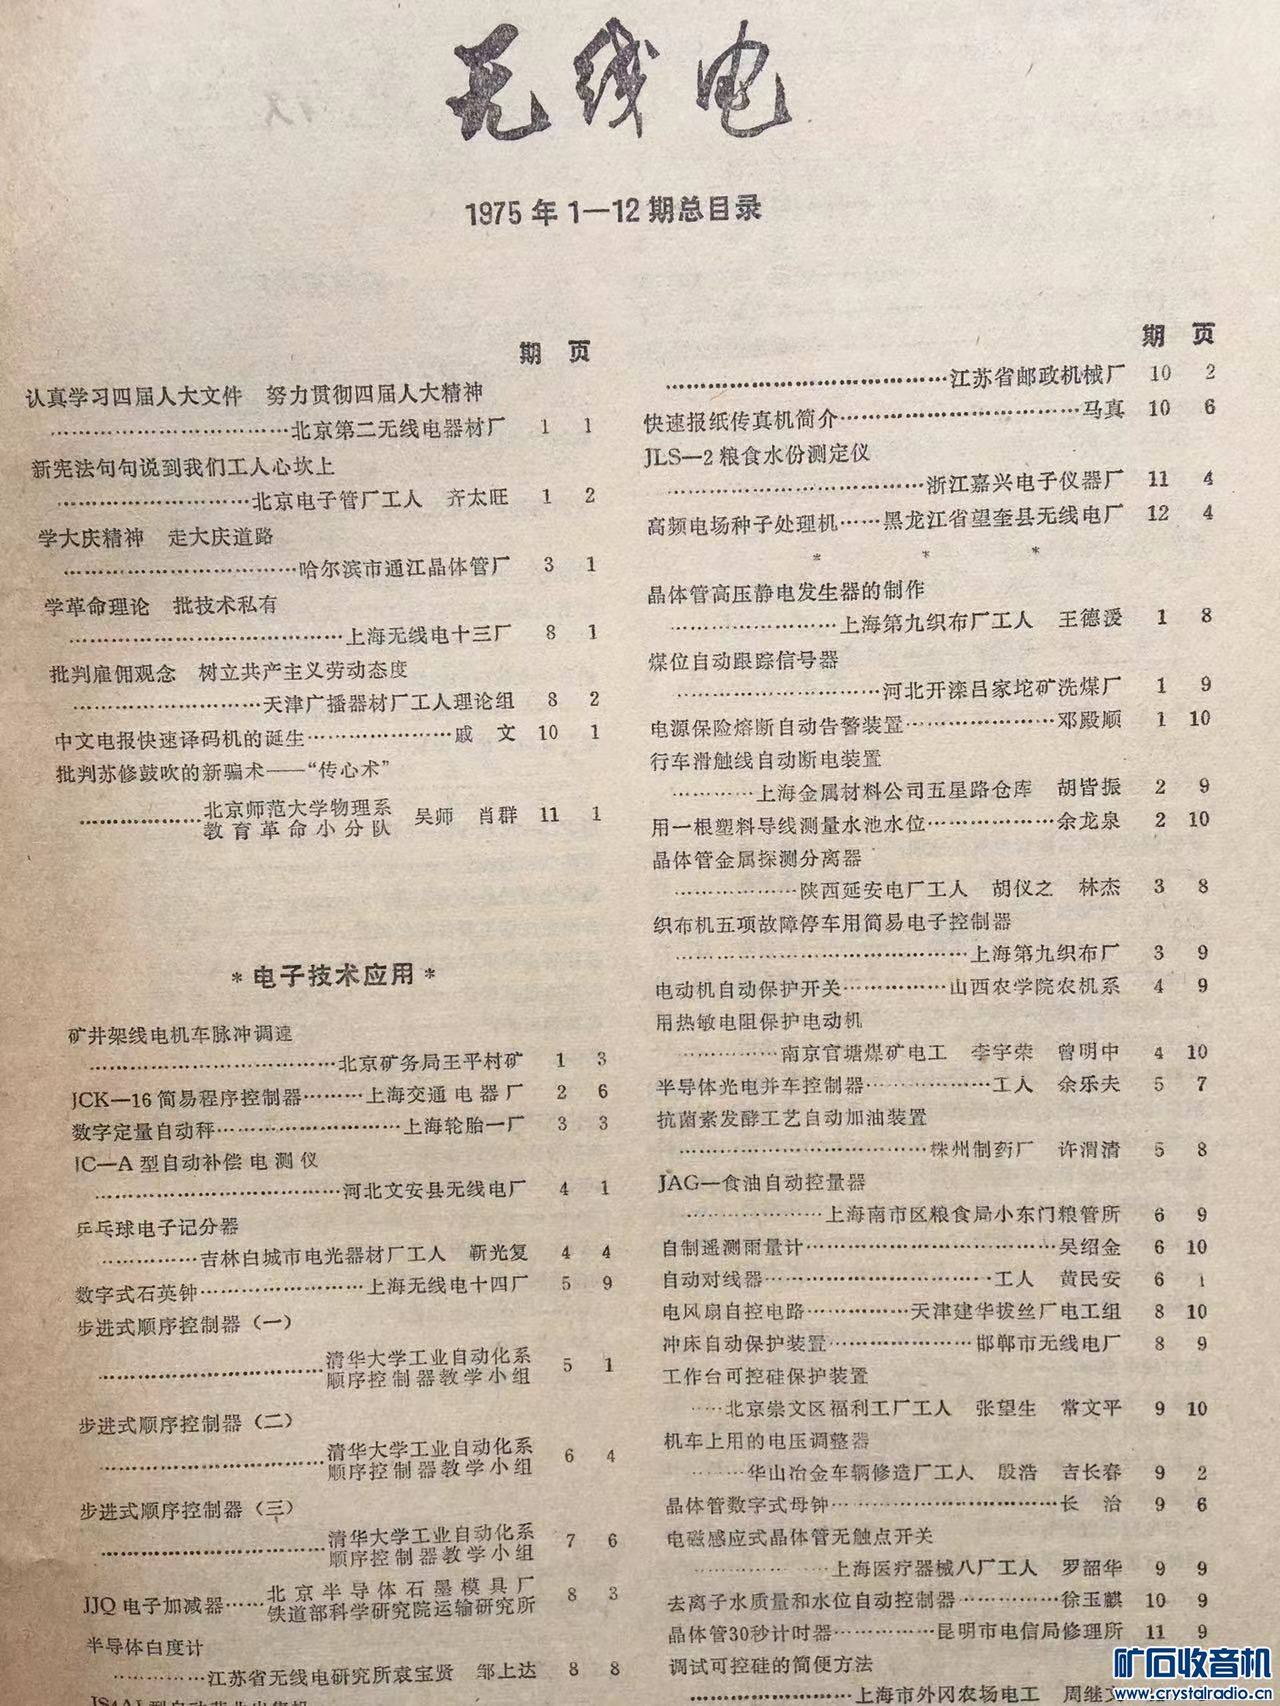 无线电
1975年1—12期总目录
期 页
认真学习四届人大文件 努力贯彻四届人大精神
……………………………北京第二无线电器材厂 1 1
新宪法句句说到我们工人心坎上
………………………北京电子管厂工人 齐太旺 1 2
学大庆精神 走大庆道路
……………………………哈尔滨市通江晶体管厂 3 1
学革命理论 批技术私有
…………………………………上海无线电十三厂 8 1
批判雇佣观念 树立共产主义劳动态度
………………………天津广播器材厂工人理论组 8 2
中文电报快速译码机的诞生…………………戚 文 10 1
批判苏修鼓吹的新骗术——“传心术”
………………北京师范大学物理系
教育革命小分队 吴师 肖群 11 1
*电子技术应用*
矿井架线电机车脉冲调速
………………………………北京矿务局王平村矿 1 3
JCK—16简易程序控制器………上海交通电器厂 2 6
数字定量自动秤………………………上海轮胎一厂 3 3
JC—A型自动补偿电测仪
………………………………河北文安县无线电厂 4 1
乒乓球电子记分器
………………吉林白城市电光器材厂工人 靳光复 4 4
数字式石英钟……………………上海无线电十四厂 5 9
步进式顺序控制器（一）
……………………………清华大学工业自动化系
顺序控制器教学小组 5 1
步进式顺序控制器（二）
……………………………清华大学工业自动化系
顺序控制器教学小组 6 4
步进式顺序控制器（三）
……………………………清华大学工业自动化系
顺序控制器教学小组 7 6
JJQ电子加减器……北京半导体石墨模具厂
铁道部科学研究院运输研究所 8 3
半导体白度计
…………江苏省无线电研究所袁宝贤 邹上达 8 8
期 页
…………………………………江苏省邮政机械厂 10 2
快速报纸传真机简介……………………………马真 10 6
JLS—2粮食水份测定仪
………………………………浙江嘉兴电子仪器厂 11 4
高频电场种子处理机……黑龙江省望奎县无线电厂 12 4
* * *
晶体管高压静电发生器的制作
…………………上海第九织布厂工人 王德湲 1 8
煤位自动跟踪信号器
…………………………河北开滦吕家坨矿洗煤厂 1 9
电源保险熔断自动告警装置…………………邓殿顺 1 10
行车滑触线自动断电装置
…………上海金属材料公司五星路仓库 胡皆振 2 9
用一根塑料导线测量水池水位………………余龙泉 2 10
晶体管金属探测分离器
………………陕西延安电厂工人 胡仪之 林杰 3 8
织布机五项故障停车用简易电子控制器
……………………………………上海第九织布厂 3 9
电动机自动保护开关……………山西农学院农机系 4 9
用热敏电阻保护电动机
……………南京官塘煤矿电工 李宇荣 曾明中 4 10
半导体光电并车控制器………………工人 余乐夫 5 7
抗菌素发酵工艺自动加油装置
………………………………株州制药厂 许渭清 5 8
JAG—食油自动控量器
…………………上海南市区粮食局小东门粮管所 6 9
自制遥测雨量计………………………………吴绍金 6 10
自动对线器……………………………工人 黄民安 6 1
电风扇自控电路……………天津建华拔丝厂电工组 8 10
冲床自动保护装置…………………邯郸市无线电厂 8 9
工作台可控硅保护装置
……北京崇文区福利工厂工人 张望生 常文平 9 10
机车上用的电压调整器
………华山冶金车辆修造厂工人 殷浩 吉长春 9 2
晶体管数字式母钟……………………………长 治 9 6
电磁感应式晶体管无触点开关
…………………上海医疗器械八厂工人 罗韶华 9 9
去离子水质量和水位自动控制器……………徐玉麒 10 9
晶体管30秒计时器……………昆明市电信局修理所 11 9
调试可控硅的简便方法
……………………上海市外冈农场电工 周继文
矿石收音机
www.crystalradio.cn